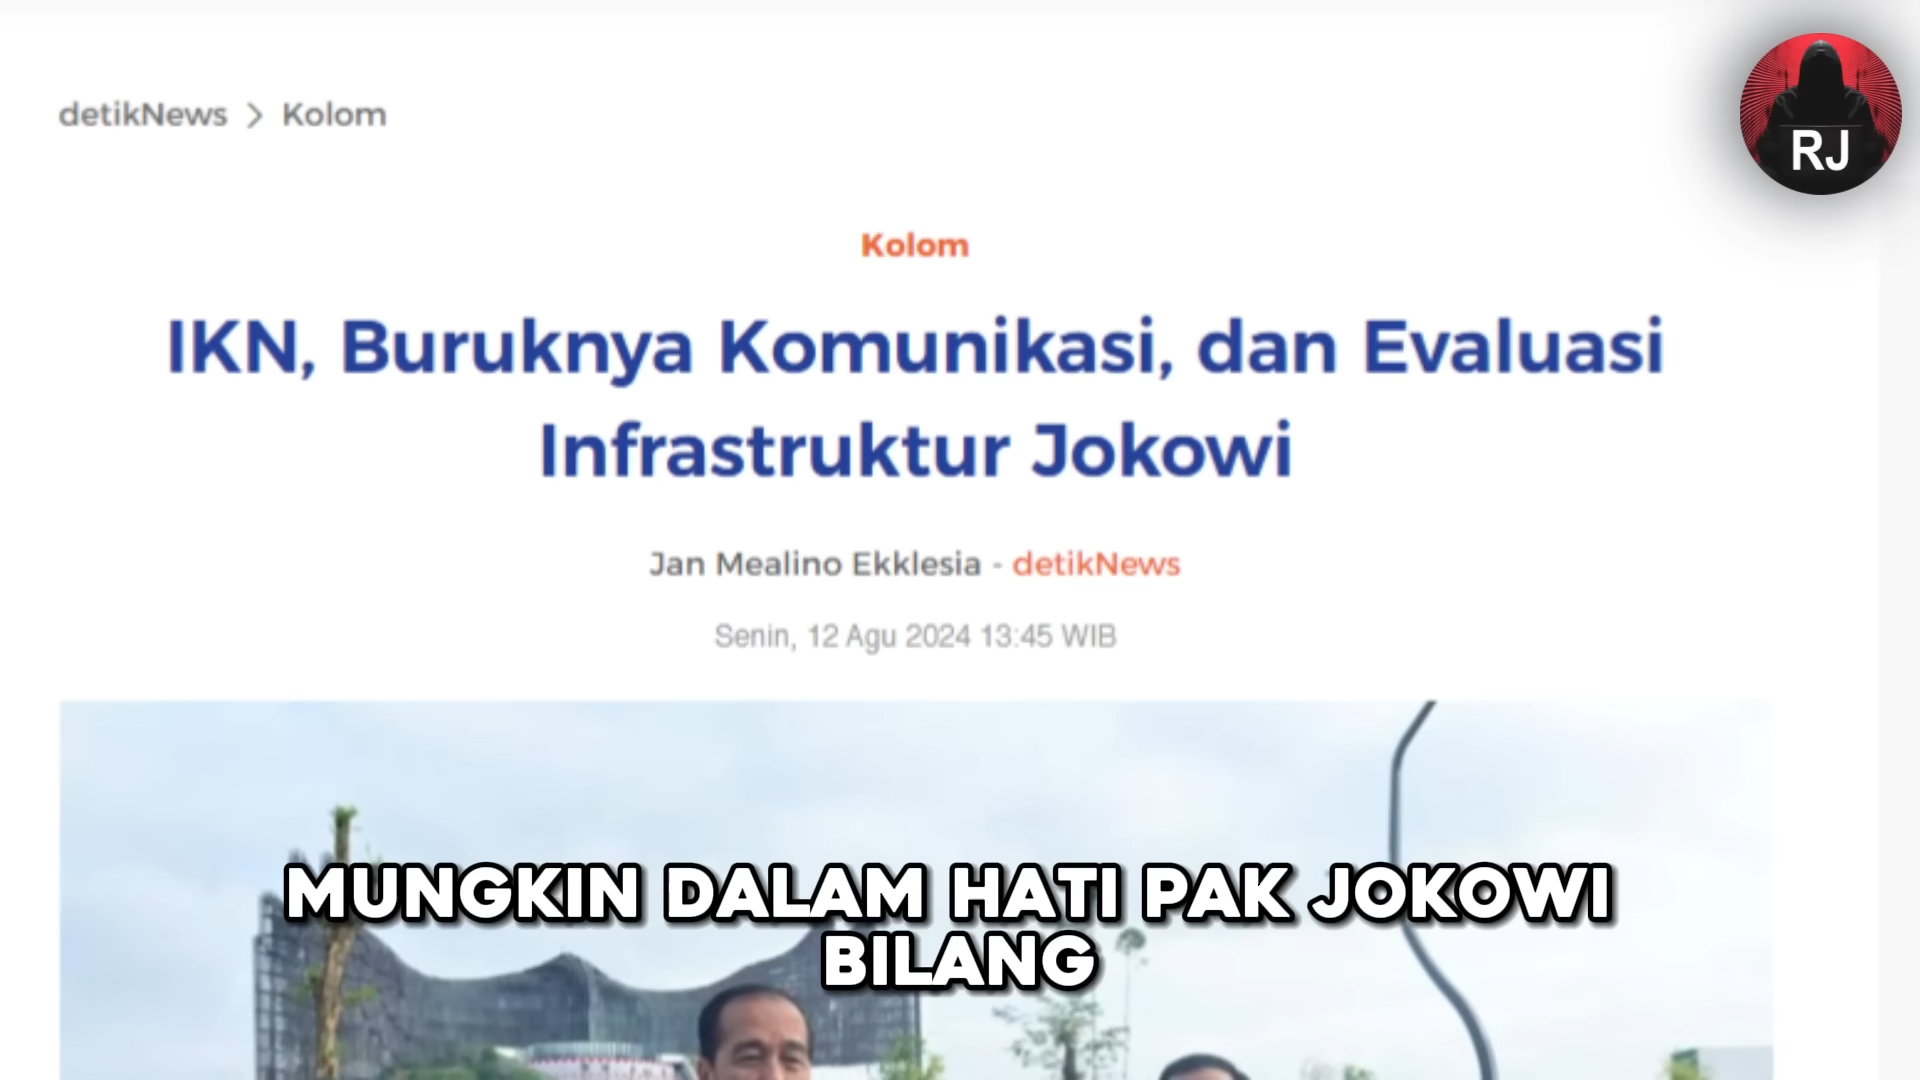 detikNews > Kolom
RJ
Kolom
IKN, Buruknya Komunikasi, dan Evaluasi
Infrastruktur Jokowi
Jan Mealino Ekklesia - detikNews
Senin, 12 Agu 2024 13:45 WIB
MUNGKIN DALAM HATI PAK JOKOWI
BILANG